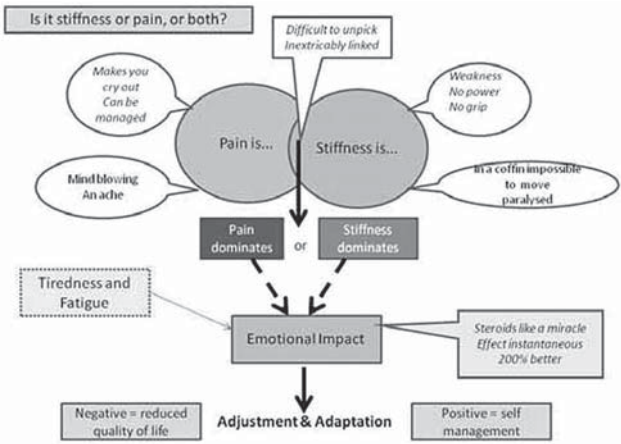 Is it stiffness or pain, or both?
Difficult to unpick
Inextricably linked
Makes you
cry out
Can be
managed
Weakness
No power
No grip
Pain is...
Stiffness is...
Mind blowing
An ache
In a coffin impossible
to move
paralysed
Pain
dominates
or
Stiffness
dominates
Tiredness and
Fatigue
Emotional Impact
Steroids like a miracle
Effect instantaneous
200% better
Negative = reduced
quality of life
Adjustment & Adaptation
Positive = self
management